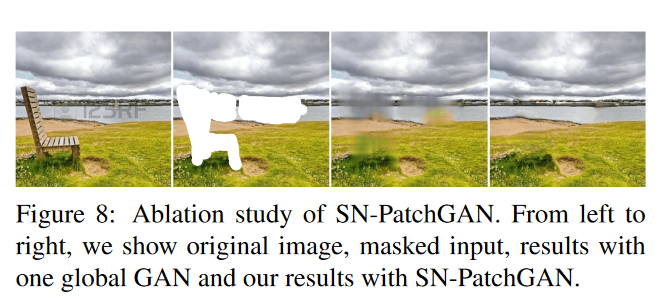 123RF
Figure 8: Ablation study of SN-PatchGAN. From left to
right, we show original image, masked input, results with
one global GAN and our results with SN-PatchGAN.